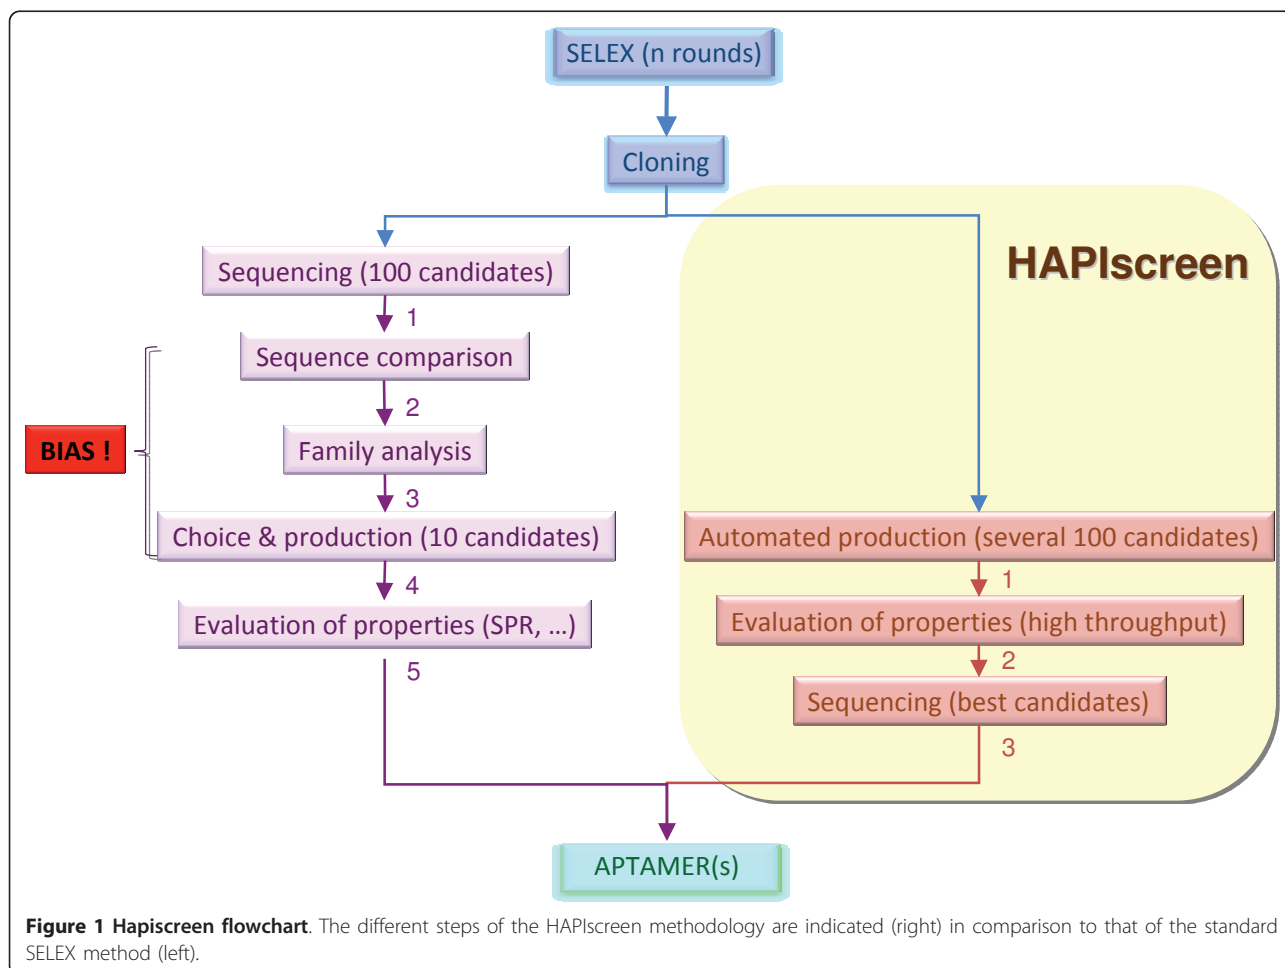 SELEX (n rounds)
Cloning
HAPIscreen
Sequencing (100 candidates)
1
Sequence comparison
2
BIAS !
Family analysis
3
Choice & production (10 candidates)
4
Evaluation of properties (SPR, ...)
5
Automated production (several 100 candidates)
1
Evaluation of properties (high throughput)
2
Sequencing (best candidates)
3
APTAMER(s)
Figure 1 Hapiscreen flowchart. The different steps of the HAPIscreen methodology are indicated (right) in comparison to that of the standard
SELEX method (left).